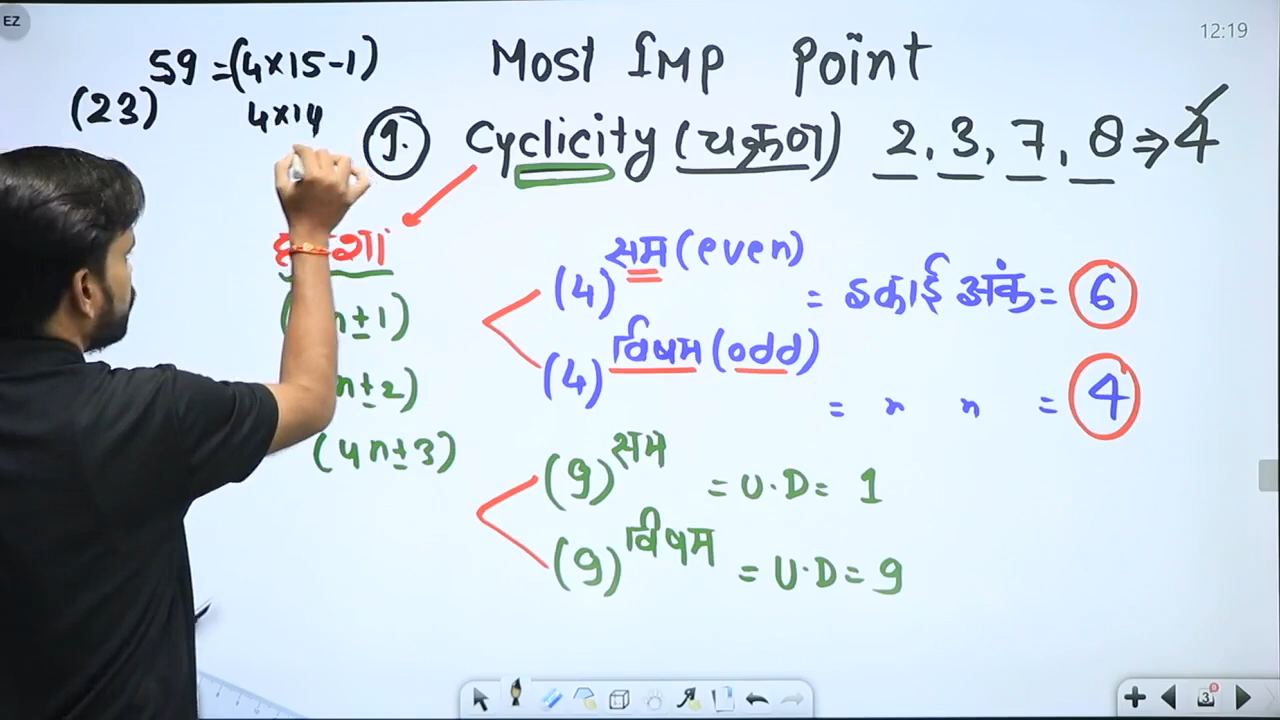 EZ
12:19
59 = (4×15-1)
(23)
4×14
Most IMP Point
9. Cyclicity (चक्रण) 2, 3, 7, 8 ⇒ 4
n±1)
n±2)
(4n±3)
(4)^सम (even) = इकाई अंक = 6
(4)^विषम (odd) = " " = 4
(9)^सम = U.D = 1
(9)^विषम = U.D = 9
3